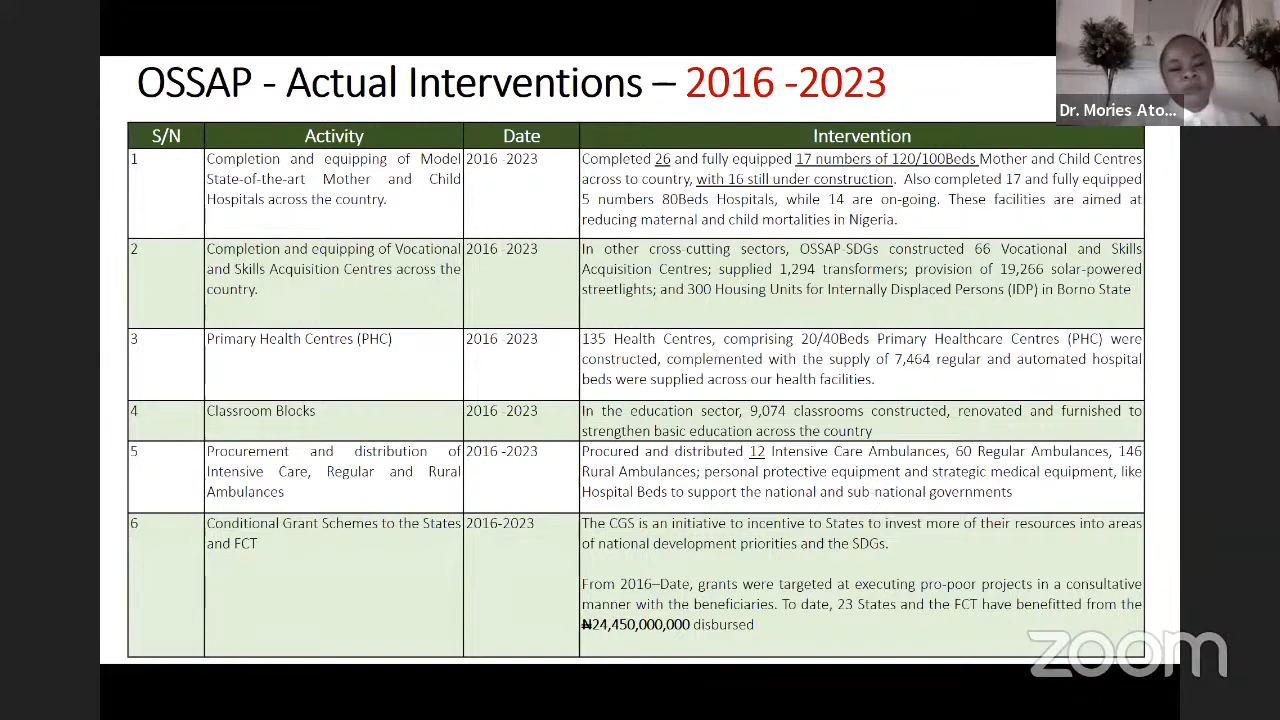 OSSAP - Actual Interventions – 2016 -2023
Dr. Mories Ato...
S/N Activity Date Intervention
1 Completion and equipping of Model State-of-the-art Mother and Child Hospitals across the country. 2016 -2023
Completed 26 and fully equipped 17 numbers of 120/100Beds Mother and Child Centres
across to country, with 16 still under construction. Also completed 17 and fully equipped
5 numbers 80Beds Hospitals, while 14 are on-going. These facilities are aimed at
reducing maternal and child mortalities in Nigeria.
2 Completion and equipping of Vocational and Skills Acquisition Centres across the country. 2016 -2023
In other cross-cutting sectors, OSSAP-SDGs constructed 66 Vocational and Skills
Acquisition Centres; supplied 1,294 transformers; provision of 19,266 solar-powered
streetlights; and 300 Housing Units for Internally Displaced Persons (IDP) in Borno State
3 Primary Health Centres (PHC) 2016 -2023
135 Health Centres, comprising 20/40Beds Primary Healthcare Centres (PHC) were
constructed, complemented with the supply of 7,464 regular and automated hospital
beds were supplied across our health facilities.
4 Classroom Blocks 2016 -2023
In the education sector, 9,074 classrooms constructed, renovated and furnished to
strengthen basic education across the country
5 Procurement and distribution of Intensive Care, Regular and Rural Ambulances 2016 -2023
Procured and distributed 12 Intensive Care Ambulances, 60 Regular Ambulances, 146
Rural Ambulances; personal protective equipment and strategic medical equipment, like
Hospital Beds to support the national and sub-national governments
6 Conditional Grant Schemes to the States and FCT 2016-2023
The CGS is an initiative to incentive to States to invest more of their resources into areas
of national development priorities and the SDGs.
From 2016–Date, grants were targeted at executing pro-poor projects in a consultative
manner with the beneficiaries. To date, 23 States and the FCT have benefitted from the
₦24,450,000,000 disbursed
zoom